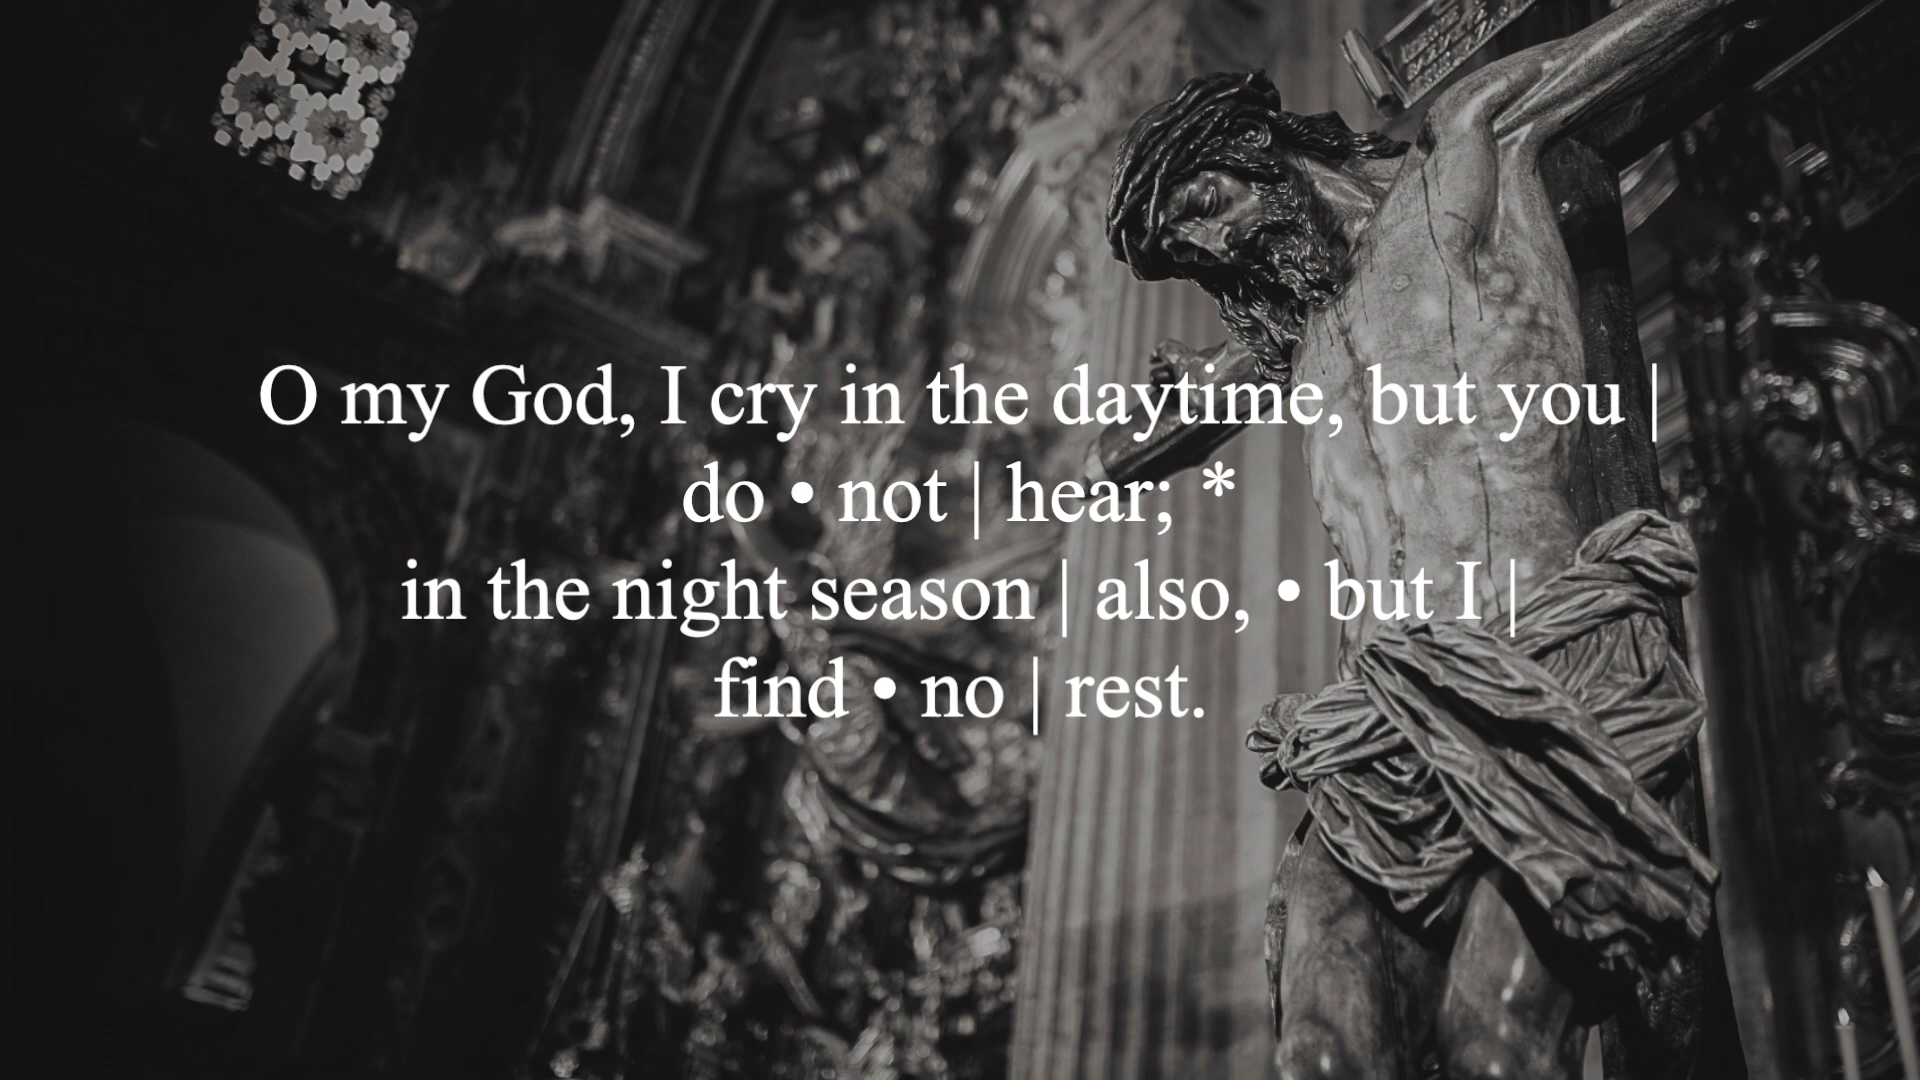 O my God, I cry in the daytime, but you |
do • not | hear; *
in the night season | also, • but I |
find • no | rest.